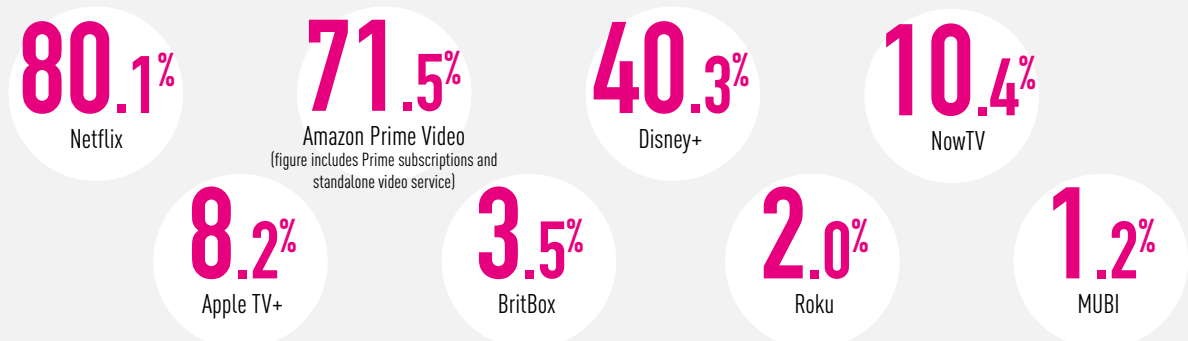 80.1%
Netflix
71.5%
Amazon Prime Video
(figure includes Prime subscriptions and
standalone video service)
40.3%
Disney+
10.4%
NowTV
8.2%
Apple TV+
3.5%
BritBox
2.0%
Roku
1.2%
MUBI